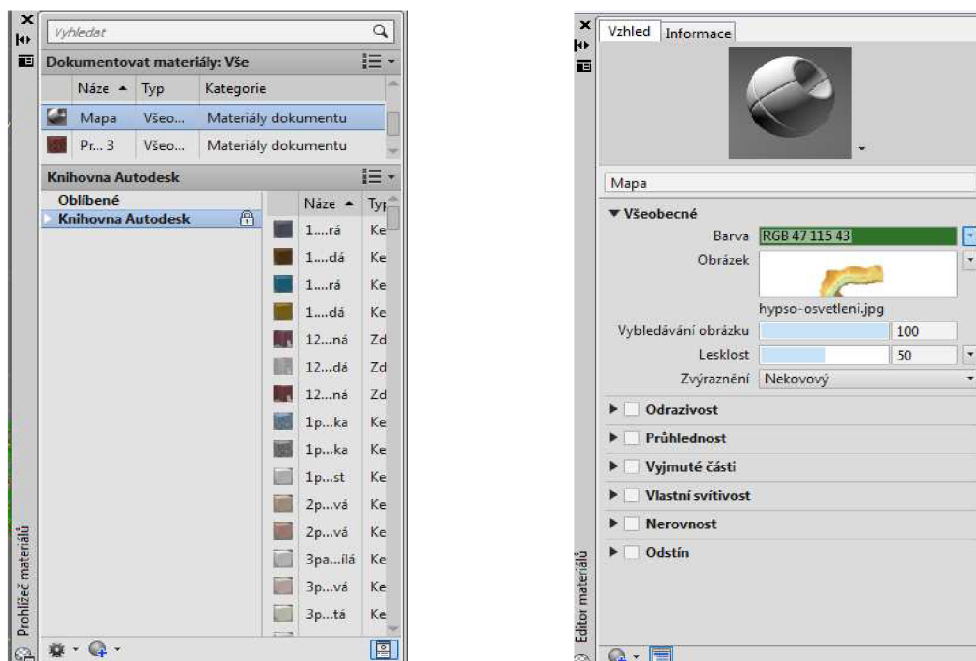 Vyhledat
Dokumentovat materiály: Vše
Náze Typ Kategorie
Mapa Všeo... Materiály dokumentu
Pr... 3 Všeo... Materiály dokumentu
Knihovna Autodesk
Oblíbené
Knihovna Autodesk
Náze Typ
1....rá Ke
1....dá Ke
1....rá Ke
1....dá Ke
12...ná Zd
12...dá Zd
12...ná Zd
1p...ka Ke
1p...ka Ke
1p...st Ke
2p...vá Ke
2p...vá Ke
3pa...ílá Ke
3p...vá Ke
3p...tá Ke
Prohlížeč materiálů
Vzhled Informace
Mapa
Všeobecné
Barva RGB 47 115 43
Obrázek
hypso-osvetleni.jpg
Vybledávání obrázku 100
Lesklost 50
Zvýraznění Nekovový
Odrazivost
Průhlednost
Vyjmuté části
Vlastní svítivost
Nerovnost
Odstín
Editor materiálů